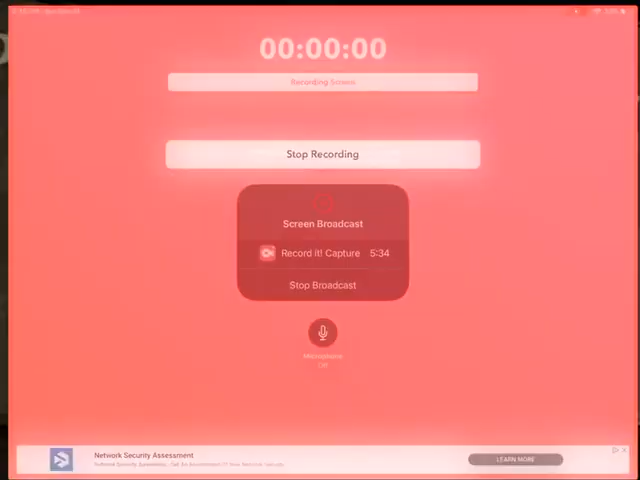 00:00:00
Recording Screen
Stop Recording
Screen Broadcast
Record it! Capture 5:34
Stop Broadcast
Microphone
Off
Network Security Assessment
LEARN MORE